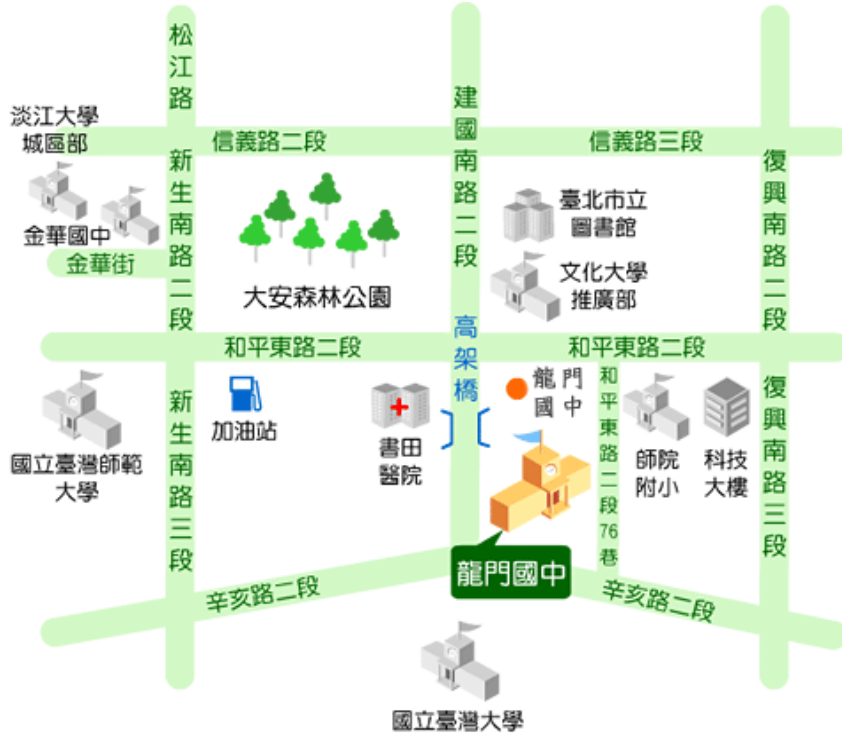 松江路
建國南路二段
淡江大學
城區部
信義路二段
信義路三段
新生南路二段
復興南路二段
臺北市立
圖書館
金華國中
金華街
文化大學
推廣部
大安森林公園
高架橋
和平東路二段
和平東路二段
龍門
國中
和平東路二段76巷
新生南路三段
復興南路三段
加油站
書田
醫院
師院
附小
科技
大樓
國立臺灣師範
大學
龍門國中
辛亥路二段
辛亥路二段
國立臺灣大學